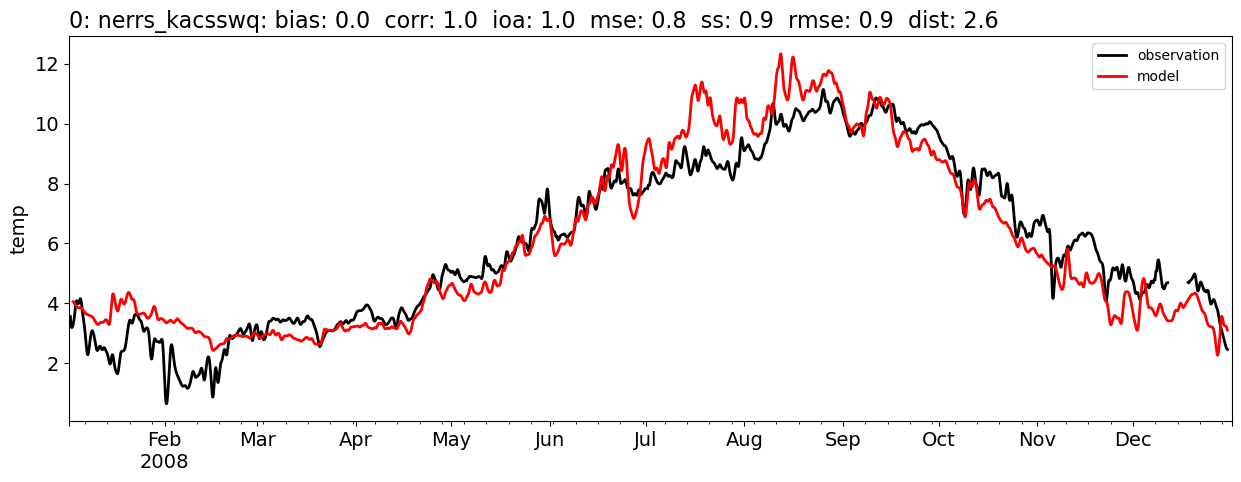 0: nerrs_kacsswq: bias: 0.0  corr: 1.0  ioa: 1.0  mse: 0.8  ss: 0.9  rmse: 0.9  dist: 2.6
observation
model
12
10
8
6
4
2
temp
Feb Mar Apr May Jun Jul Aug Sep Oct Nov Dec
2008